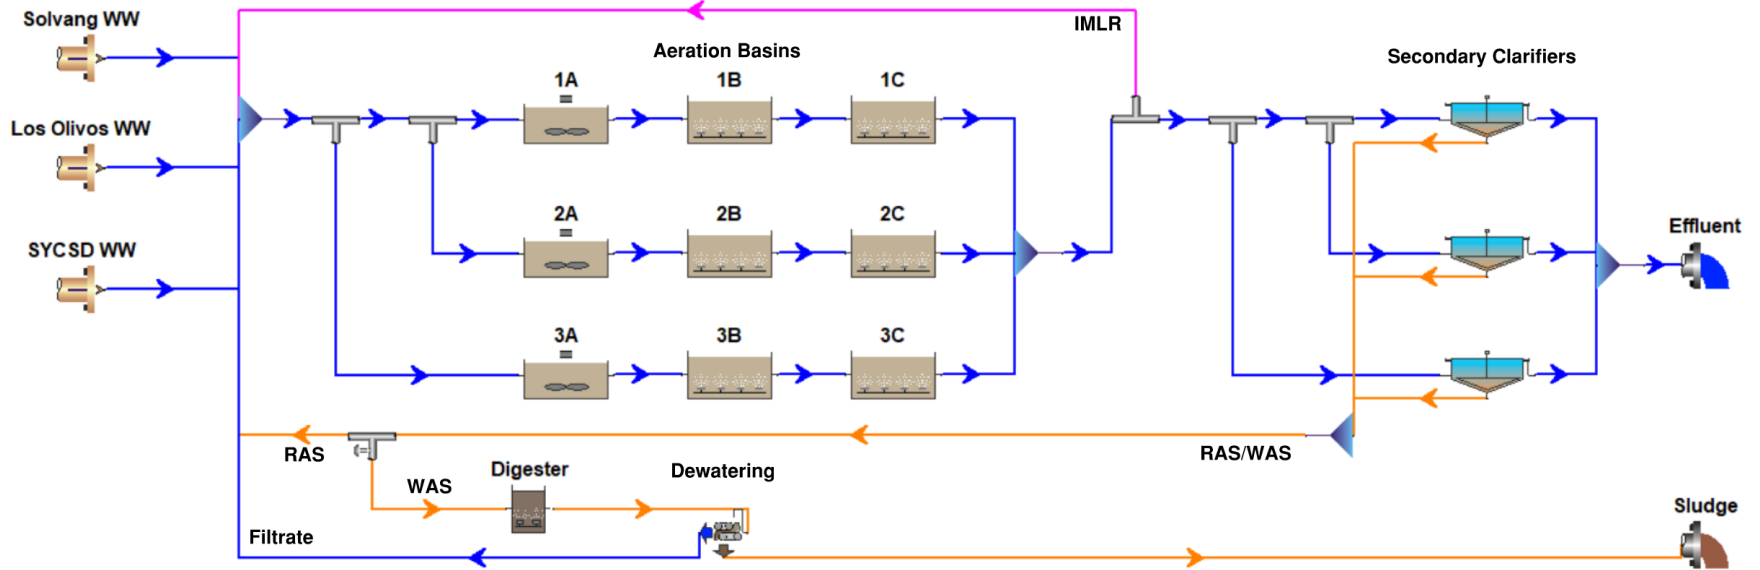 Solvang WW
IMLR
Aeration Basins
Secondary Clarifiers
1A
1B
1C
Los Olivos WW
2A
2B
2C
SYCSD WW
Effluent
3A
3B
3C
RAS
RAS/WAS
Digester
Dewatering
WAS
Sludge
Filtrate